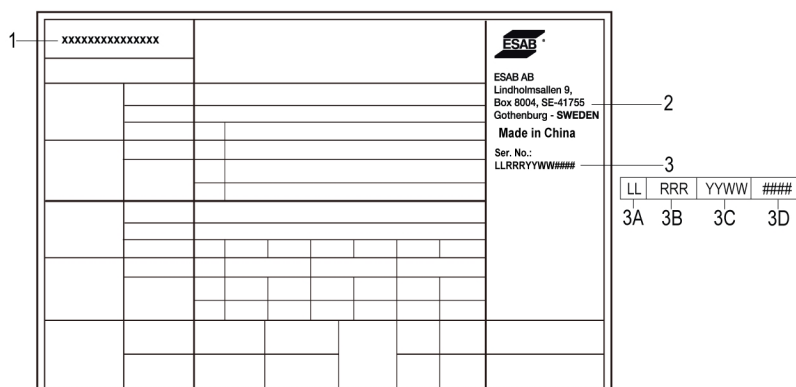 1
xxxxxxxxxxxxxxx
ESAB
ESAB AB
Lindholmsallen 9,
Box 8004, SE-41755
Gothenburg - SWEDEN
2
Made in China
Ser. No.:
LLRRRYYWW####
3
LL RRR YYWW ####
3A 3B 3C 3D